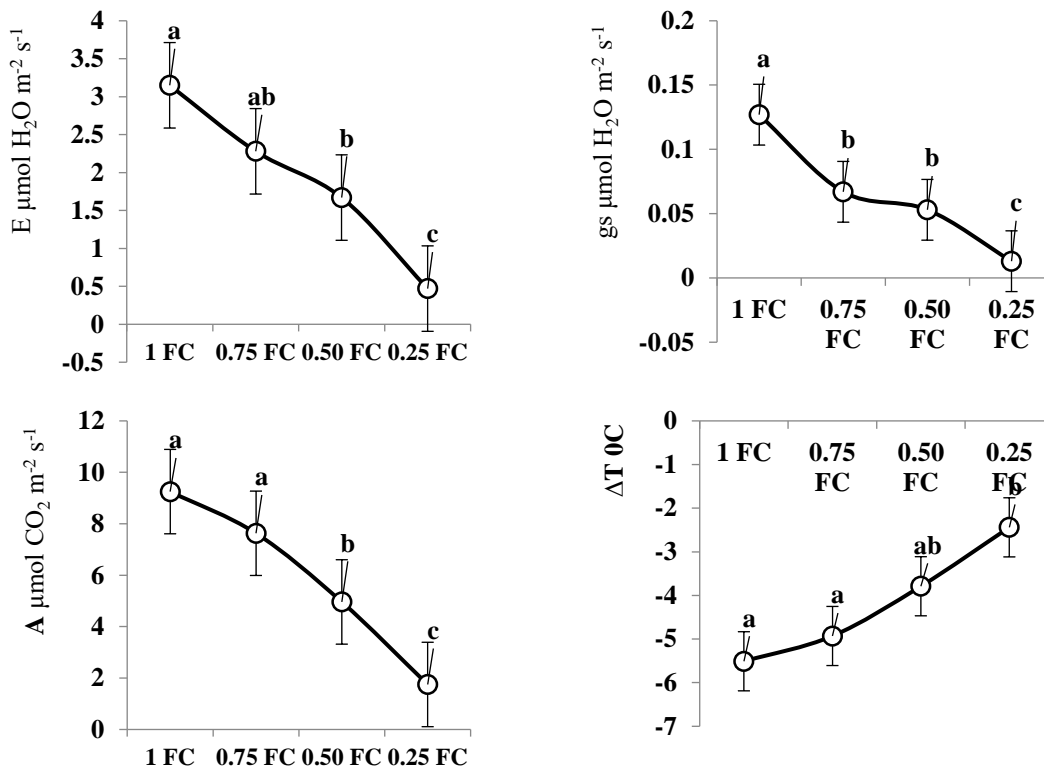 E µmol H₂O m⁻² s⁻¹
4
3.5
3
2.5
2
1.5
1
0.5
0
-0.5
a
ab
b
c
1 FC 0.75 FC 0.50 FC 0.25 FC
gs µmol H₂O m⁻² s⁻¹
0.2
0.15
0.1
0.05
0
-0.05
a
b
b
c
1 FC 0.75 0.50 0.25
FC FC FC
A µmol CO₂ m⁻² s⁻¹
12
10
8
6
4
2
0
a
a
b
c
1 FC 0.75 FC 0.50 FC 0.25 FC
ΔT 0C
0
-1
-2
-3
-4
-5
-6
-7
1 FC 0.75 0.50 0.25
FC FC FC
a
a
ab
b